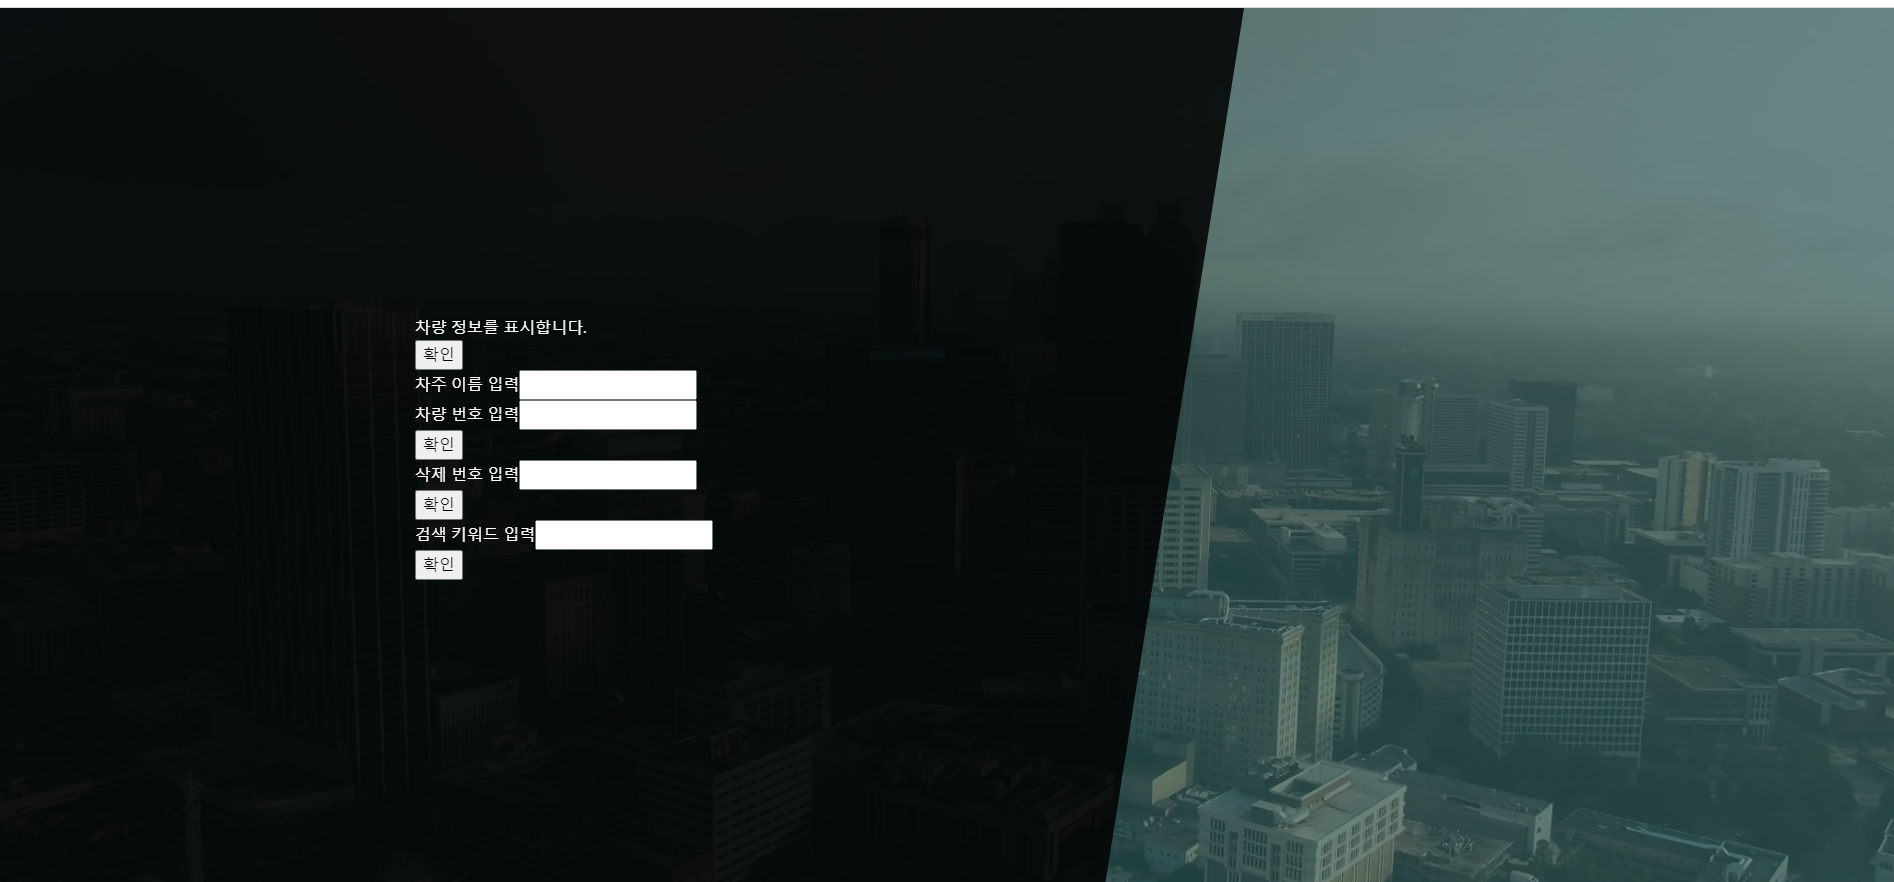 차량 정보를 표시합니다.
확인
차주 이름 입력
차량 번호 입력
확인
삭제 번호 입력
확인
검색 키워드 입력
확인